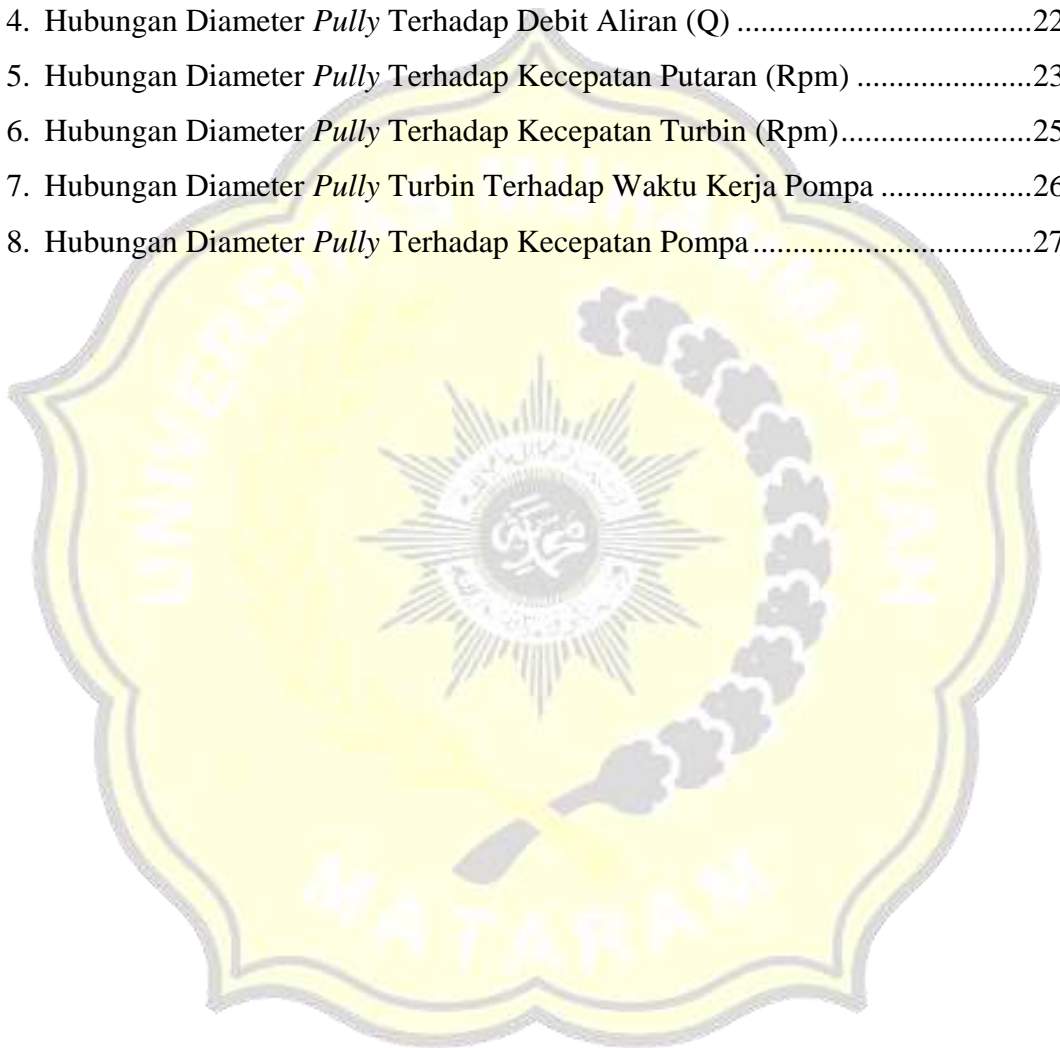 4. Hubungan Diameter Pully Terhadap Debit Aliran (Q) ..................................22
5. Hubungan Diameter Pully Terhadap Kecepatan Putaran (Rpm) ....................23
6. Hubungan Diameter Pully Terhadap Kecepatan Turbin (Rpm)......................25
7. Hubungan Diameter Pully Turbin Terhadap Waktu Kerja Pompa .................26
8. Hubungan Diameter Pully Terhadap Kecepatan Pompa................................27
UNIVERSITAS MUHAMMADIYAH
MATARAM